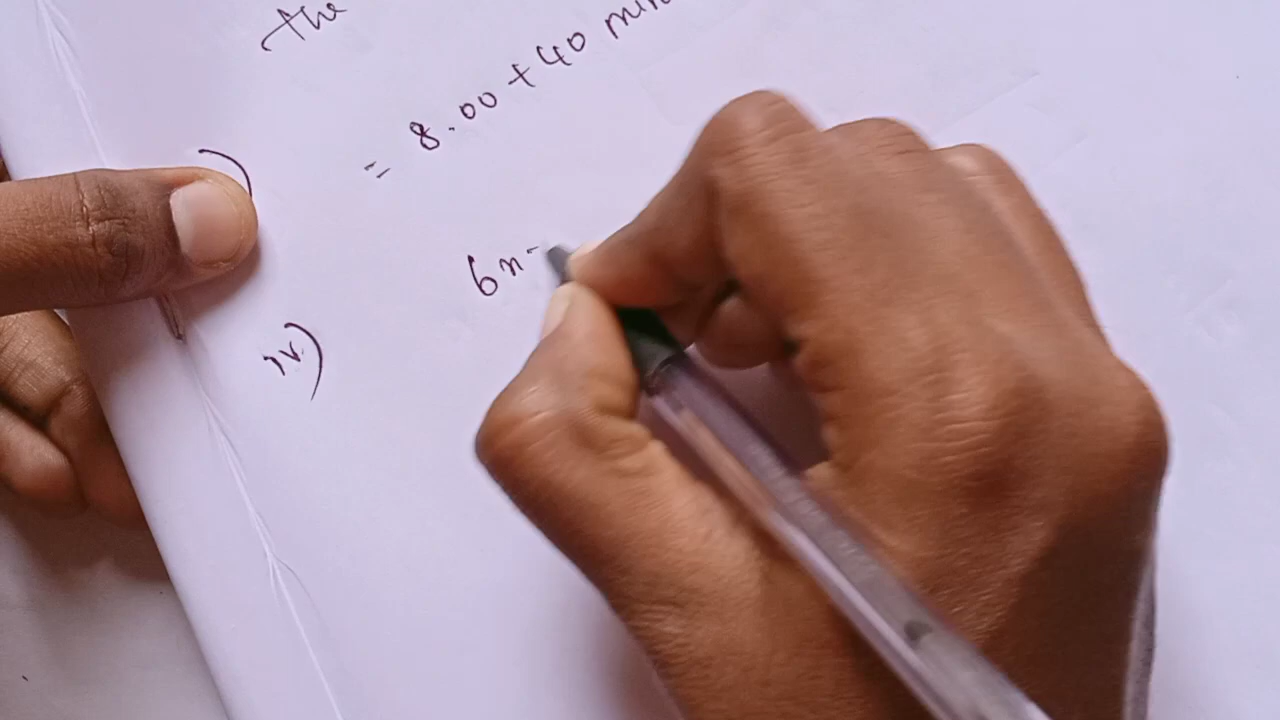 the
= 8.00 + 40 min
)
6n -
iv)